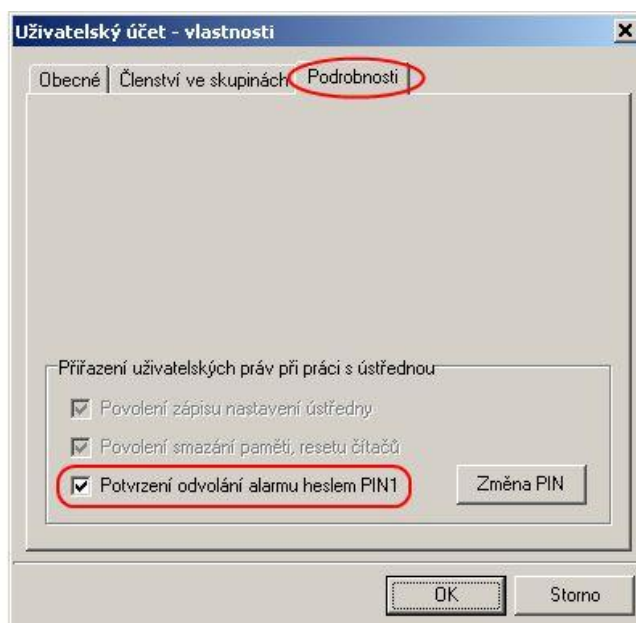 Uživatelský účet - vlastnosti
Obecné Členství ve skupinách Podrobnosti
Přiřazení uživatelských práv při práci s ústřednou
Povolení zápisu nastavení ústředny
Povolení smazání paměti, resetu čítačů
Potvrzení odvolání alarmu heslem PIN1
Změna PIN
OK Storno